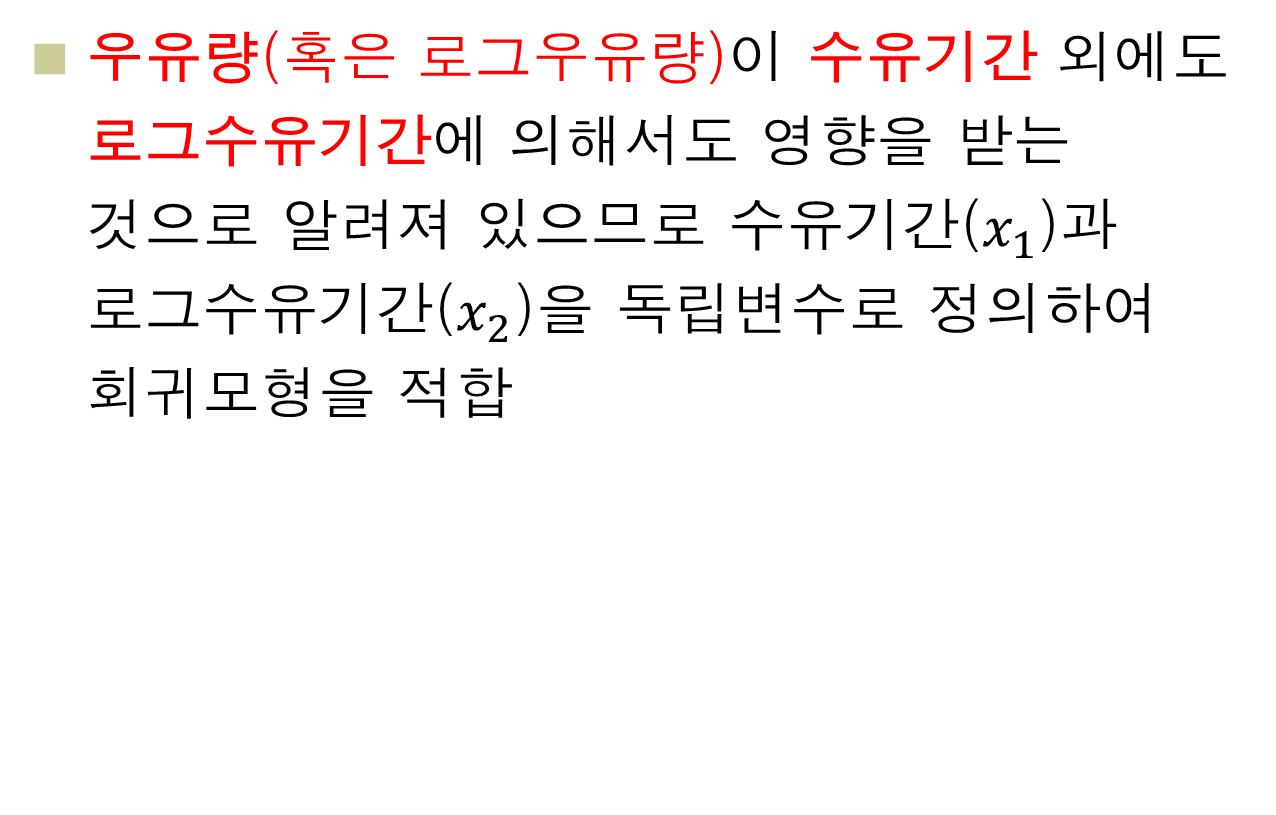 ■ 우유량(혹은 로그우유량)이 수유기간 외에도
로그수유기간에 의해서도 영향을 받는
것으로 알려져 있으므로 수유기간(𝑥₁)과
로그수유기간(𝑥₂)을 독립변수로 정의하여
회귀모형을 적합